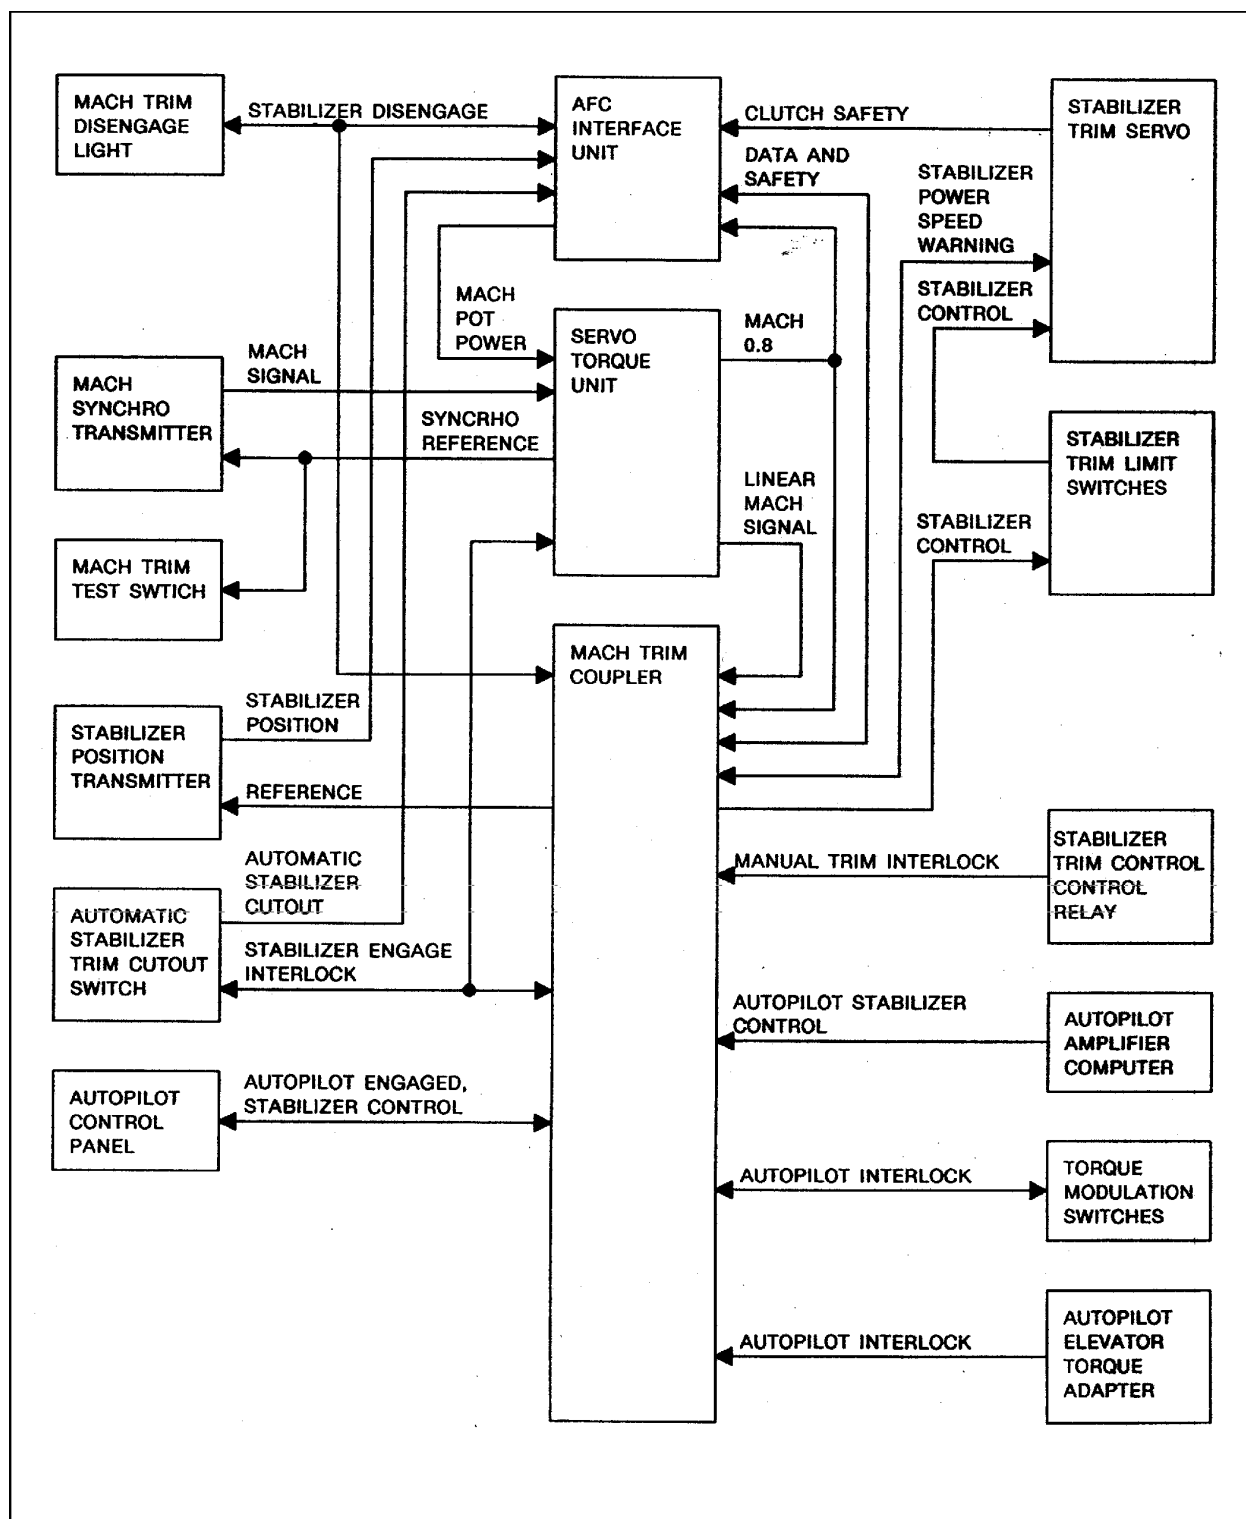 MACH TRIM
DISENGAGE
LIGHT
STABILIZER DISENGAGE
AFC
INTERFACE
UNIT
CLUTCH SAFETY
DATA AND
SAFETY
STABILIZER
TRIM SERVO
STABILIZER
POWER
SPEED
WARNING
STABILIZER
CONTROL
MACH
POT
POWER
SERVO
TORQUE
UNIT
MACH
0.8
MACH
SIGNAL
MACH
SYNCHRO
TRANSMITTER
SYNCRHO
REFERENCE
STABILIZER
TRIM LIMIT
SWITCHES
LINEAR
MACH
SIGNAL
STABILIZER
CONTROL
MACH TRIM
TEST SWTICH
MACH TRIM
COUPLER
STABILIZER
POSITION
STABILIZER
POSITION
TRANSMITTER
REFERENCE
AUTOMATIC
STABILIZER
CUTOUT
MANUAL TRIM INTERLOCK
STABILIZER
TRIM CONTROL
CONTROL
RELAY
AUTOMATIC
STABILIZER
TRIM CUTOUT
SWITCH
STABILIZER ENGAGE
INTERLOCK
AUTOPILOT STABILIZER
CONTROL
AUTOPILOT
AMPLIFIER
COMPUTER
AUTOPILOT
CONTROL
PANEL
AUTOPILOT ENGAGED,
STABILIZER CONTROL
AUTOPILOT INTERLOCK
TORQUE
MODULATION
SWITCHES
AUTOPILOT INTERLOCK
AUTOPILOT
ELEVATOR
TORQUE
ADAPTER